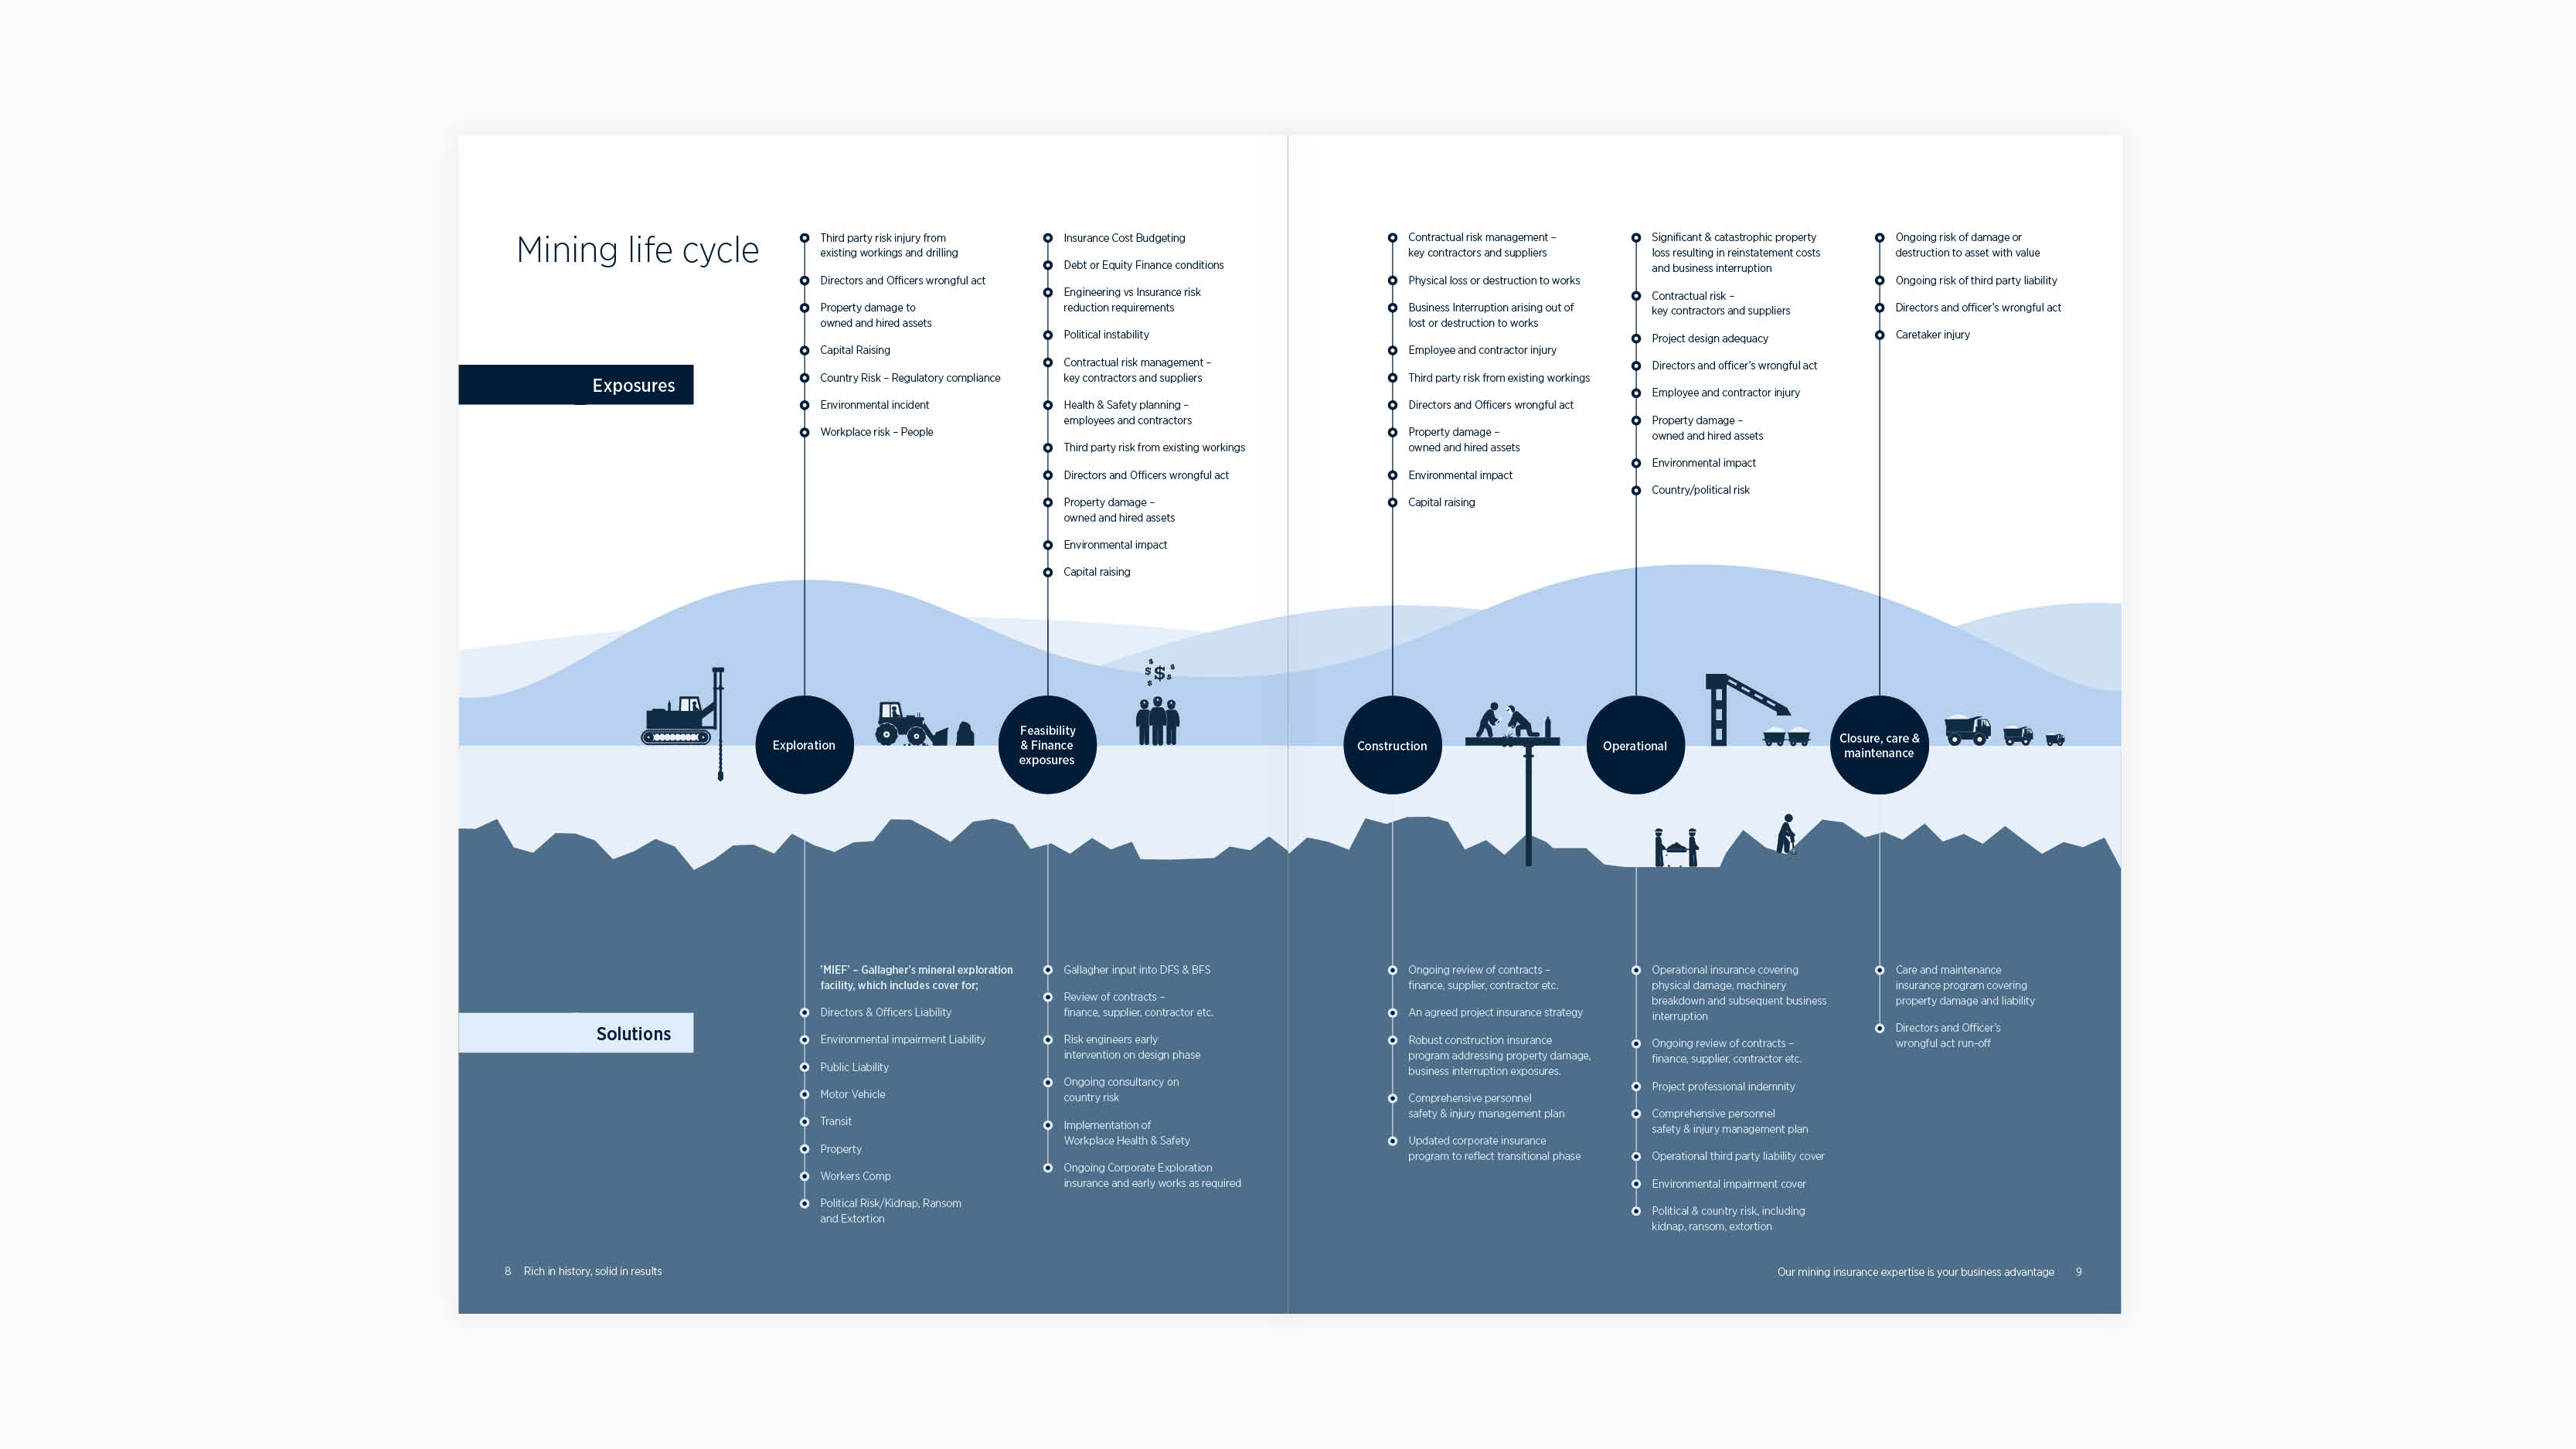 Mining life cycle
Exposures
Third party risk injury from
existing workings and drilling
Directors and Officers wrongful act
Property damage to
owned and hired assets
Capital Raising
Country Risk – Regulatory compliance
Environmental incident
Workplace risk – People
Insurance Cost Budgeting
Debt or Equity Finance conditions
Engineering vs Insurance risk
reduction requirements
Political instability
Contractual risk management –
key contractors and suppliers
Health & Safety planning –
employees and contractors
Third party risk from existing workings
Directors and Officers wrongful act
Property damage –
owned and hired assets
Environmental impact
Capital raising
Contractual risk management –
key contractors and suppliers
Physical loss or destruction to works
Business Interruption arising out of
lost or destruction to works
Employee and contractor injury
Third party risk from existing workings
Directors and Officers wrongful act
Property damage –
owned and hired assets
Environmental impact
Capital raising
Significant & catastrophic property
loss resulting in reinstatement costs
and business interruption
Contractual risk –
key contractors and suppliers
Project design adequacy
Directors and officer's wrongful act
Employee and contractor injury
Property damage –
owned and hired assets
Environmental impact
Country/political risk
Ongoing risk of damage or
destruction to asset with value
Ongoing risk of third party liability
Directors and officer's wrongful act
Caretaker injury
$ $ $ $ $ $
Exploration
Feasibility
& Finance
exposures
Construction
Operational
Closure, care &
maintenance
Solutions
'MIEF' – Gallagher's mineral exploration
facility, which includes cover for;
Directors & Officers Liability
Environmental impairment Liability
Public Liability
Motor Vehicle
Transit
Property
Workers Comp
Political Risk/Kidnap, Ransom
and Extortion
Gallagher input into DFS & BFS
Review of contracts –
finance, supplier, contractor etc.
Risk engineers early
intervention on design phase
Ongoing consultancy on
country risk
Implementation of
Workplace Health & Safety
Ongoing Corporate Exploration
insurance and early works as required
Ongoing review of contracts –
finance, supplier, contractor etc.
An agreed project insurance strategy
Robust construction insurance
program addressing property damage,
business interruption exposures.
Comprehensive personnel
safety & injury management plan
Updated corporate insurance
program to reflect transitional phase
Operational insurance covering
physical damage, machinery
breakdown and subsequent business
interruption
Ongoing review of contracts –
finance, supplier, contractor etc.
Project professional indemnity
Comprehensive personnel
safety & injury management plan
Operational third party liability cover
Environmental impairment cover
Political & country risk, including
kidnap, ransom, extortion
Care and maintenance
insurance program covering
property damage and liability
Directors and Officer's
wrongful act run-off
8 Rich in history, solid in results
Our mining insurance expertise is your business advantage 9